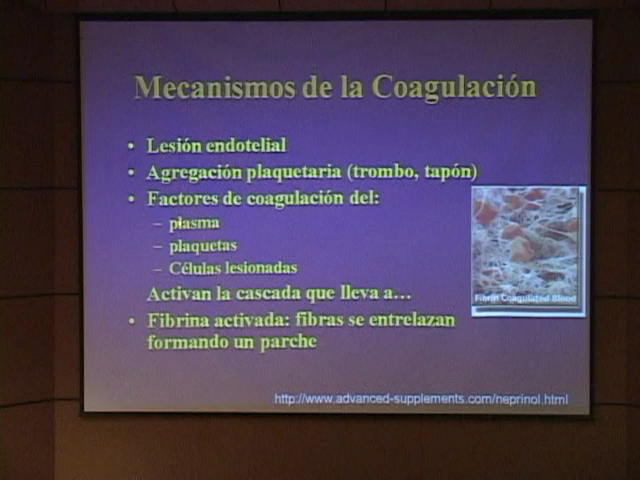 Mecanismos de la Coagulación
• Lesión endotelial
• Agregación plaquetaria (trombo, tapón)
• Factores de coagulación del:
– plasma
– plaquetas
– Células lesionadas
Activan la cascada que lleva a…
• Fibrina activada: fibras se entrelazan
formando un parche
Fibrin Coagulated Blood
http://www.advanced-supplements.com/neprinol.html